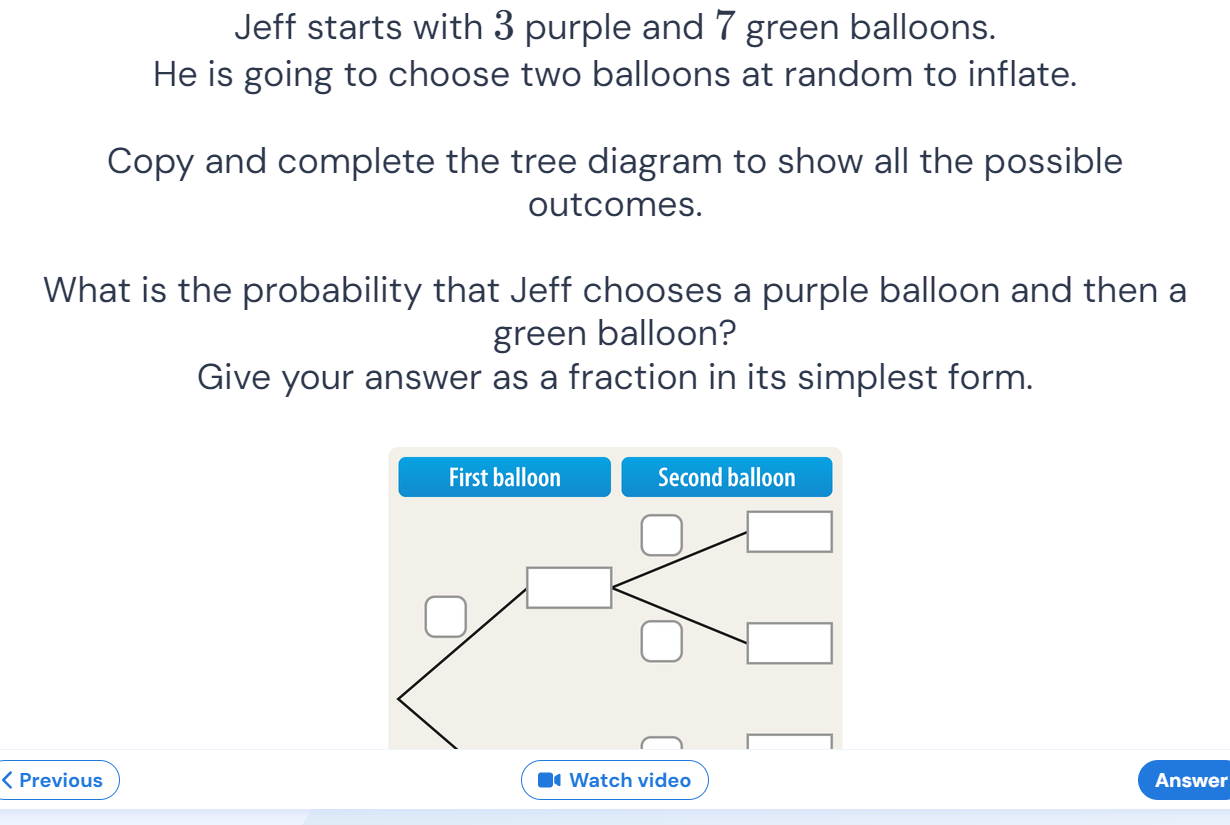 Jeff starts with 3 purple and 7 green balloons.
He is going to choose two balloons at random to inflate.
Copy and complete the tree diagram to show all the possible
outcomes.
What is the probability that Jeff chooses a purple balloon and then a
green balloon?
Give your answer as a fraction in its simplest form.
First balloon
Second balloon
Previous
Watch video
Answer